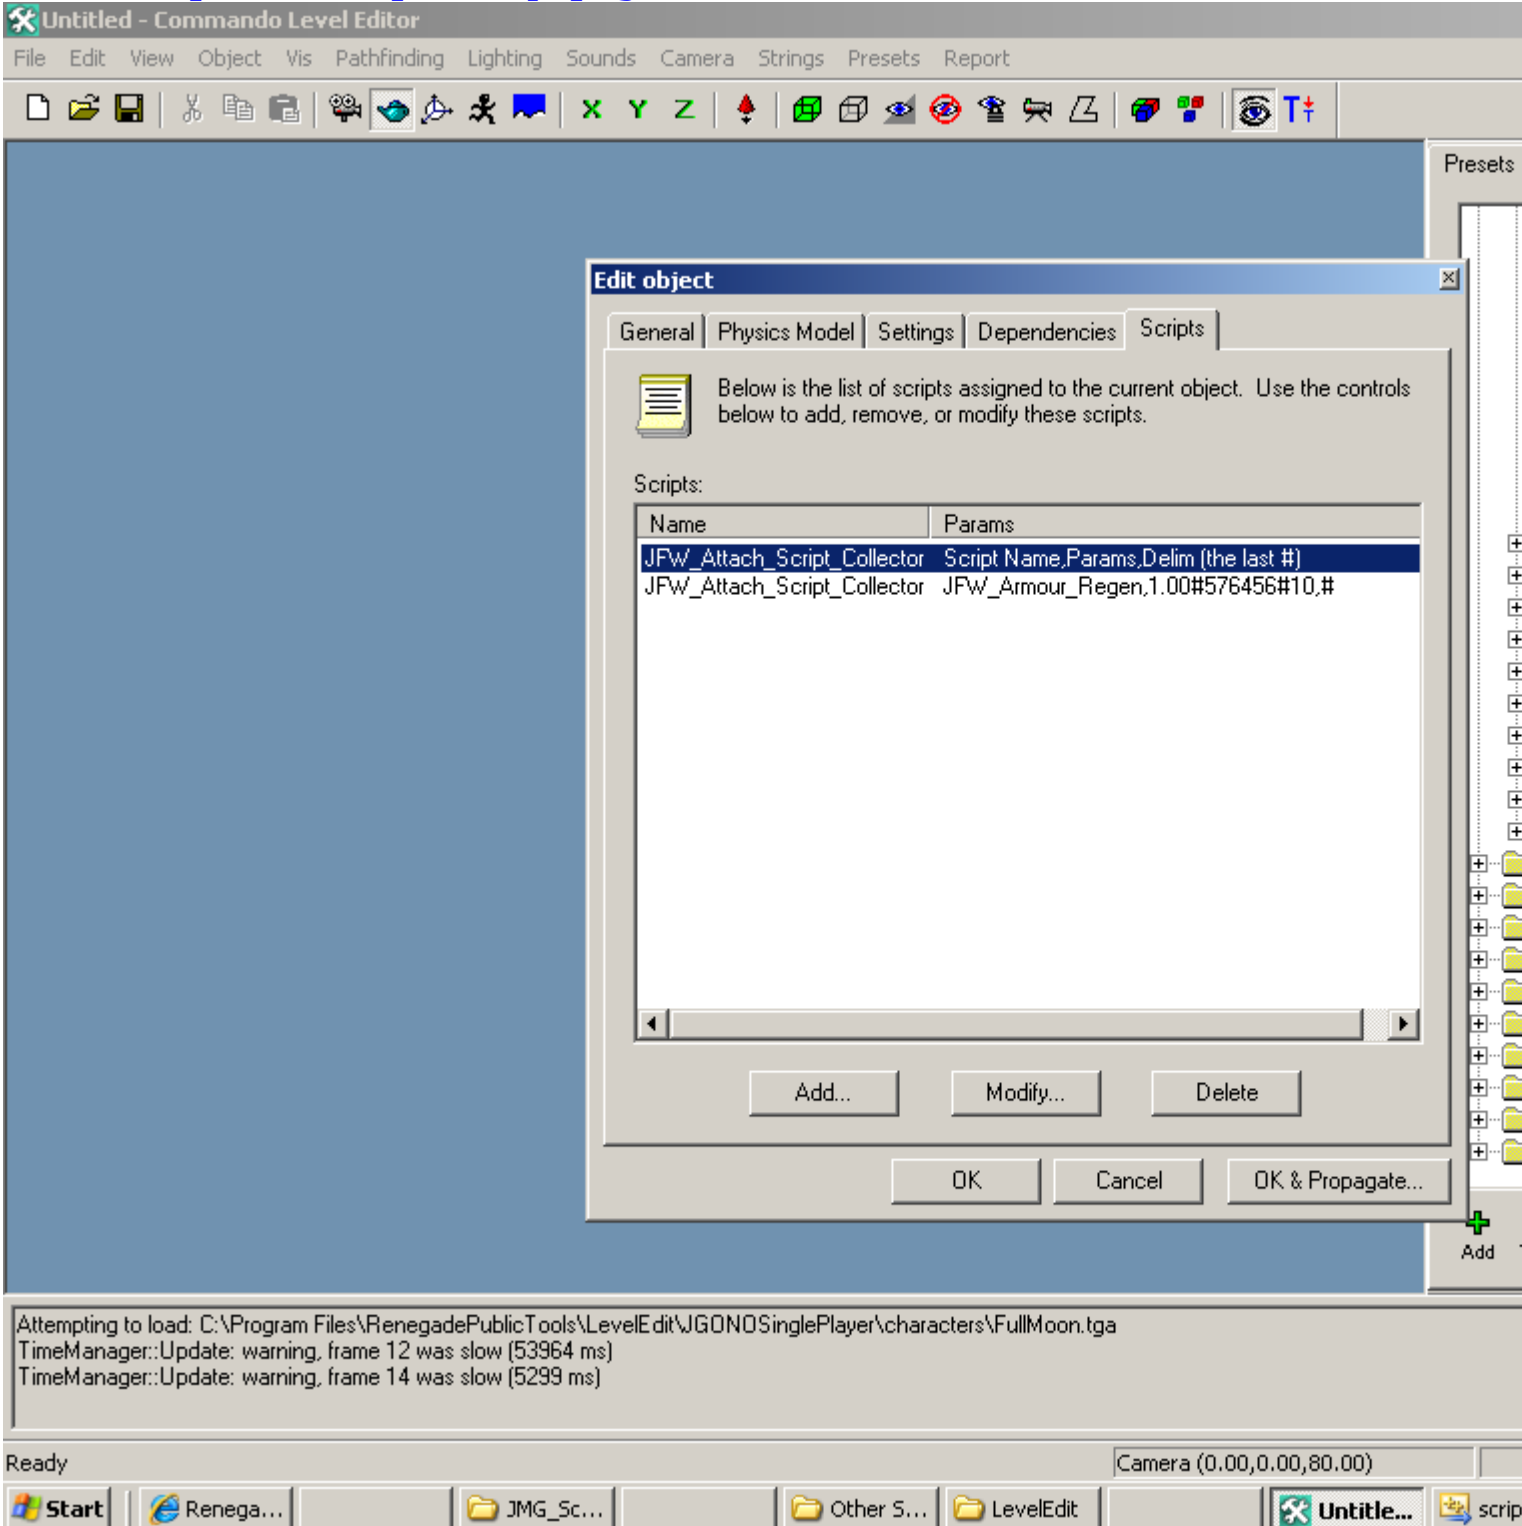 Untitled - Commando Level Editor
File Edit View Object Vis Pathfinding Lighting Sounds Camera Strings Presets Report
X Y Z T
Presets
Edit object
General Physics Model Settings Dependencies Scripts
Below is the list of scripts assigned to the current object. Use the controls
below to add, remove, or modify these scripts.
Scripts:
Name Params
JFW_Attach_Script_Collector Script Name,Params,Delim (the last #)
JFW_Attach_Script_Collector JFW_Armour_Regen,1.00#576456#10,#
Add... Modify... Delete
OK Cancel OK & Propagate...
Add
Attempting to load: C:\Program Files\RenegadePublicTools\LevelEdit\JGONOSinglePlayer\characters\FullMoon.tga
TimeManager::Update: warning, frame 12 was slow (53964 ms)
TimeManager::Update: warning, frame 14 was slow (5299 ms)
Ready Camera (0.00,0.00,80.00)
Start Renega... JMG_Sc... Other S... LevelEdit Untitle... scrip